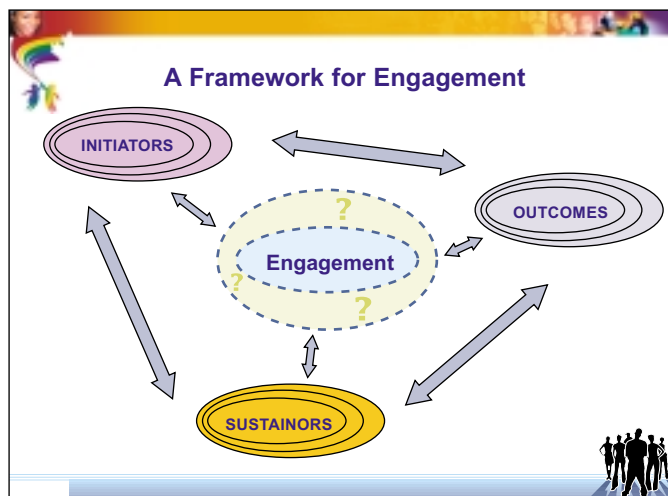 A Framework for Engagement
INITIATORS
?
OUTCOMES
Engagement
?
?
SUSTAINORS